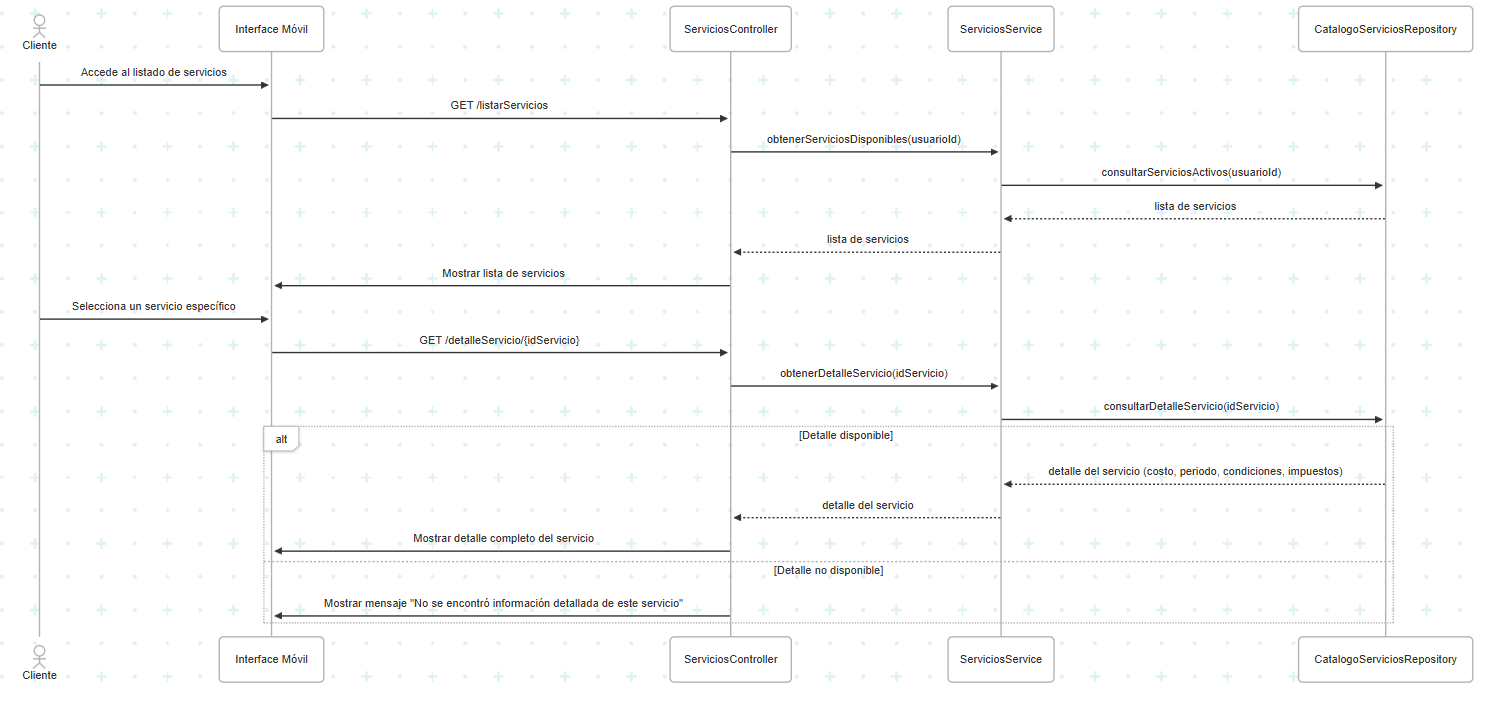 Cliente
Interface Móvil
ServiciosController
ServiciosService
CatalogoServiciosRepository
Accede al listado de servicios
GET /listarServicios
obtenerServiciosDisponibles(usuarioId)
consultarServiciosActivos(usuarioId)
lista de servicios
lista de servicios
Mostrar lista de servicios
Selecciona un servicio específico
GET /detalleServicio/{idServicio}
obtenerDetalleServicio(idServicio)
consultarDetalleServicio(idServicio)
alt
[Detalle disponible]
detalle del servicio (costo, periodo, condiciones, impuestos)
detalle del servicio
Mostrar detalle completo del servicio
[Detalle no disponible]
Mostrar mensaje "No se encontró información detallada de este servicio"
Cliente
Interface Móvil
ServiciosController
ServiciosService
CatalogoServiciosRepository